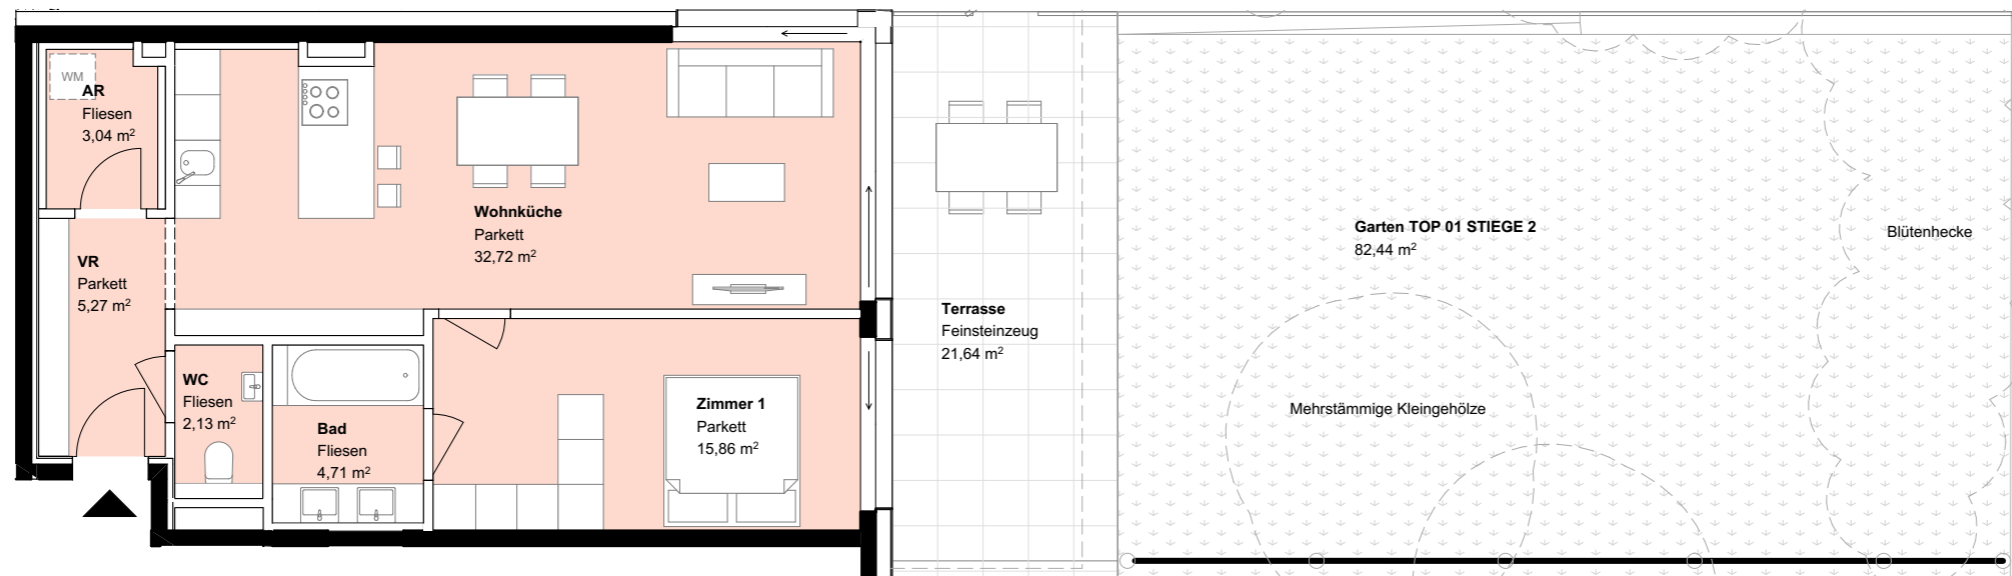 WM
AR
Fliesen
3,04 m²
Wohnküche
Parkett
32,72 m²
VR
Parkett
5,27 m²
WC
Fliesen
2,13 m²
Bad
Fliesen
4,71 m²
Zimmer 1
Parkett
15,86 m²
Terrasse
Feinsteinzeug
21,64 m²
Garten TOP 01 STIEGE 2
82,44 m²
Blütenhecke
Mehrstämmige Kleingehölze